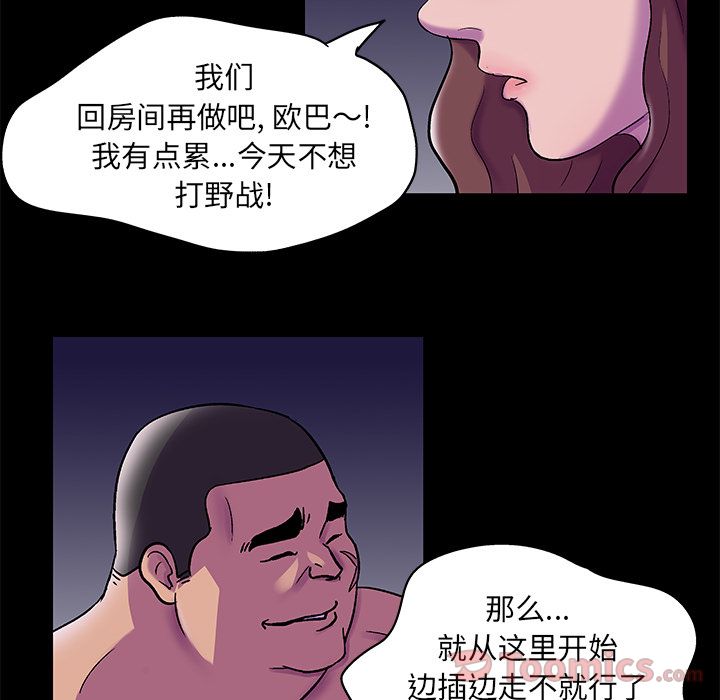 我们
回房间再做吧, 欧巴～!
我有点累...今天不想
打野战!
那么...
就从这里开始
边插边走不就行了
Toomics.com